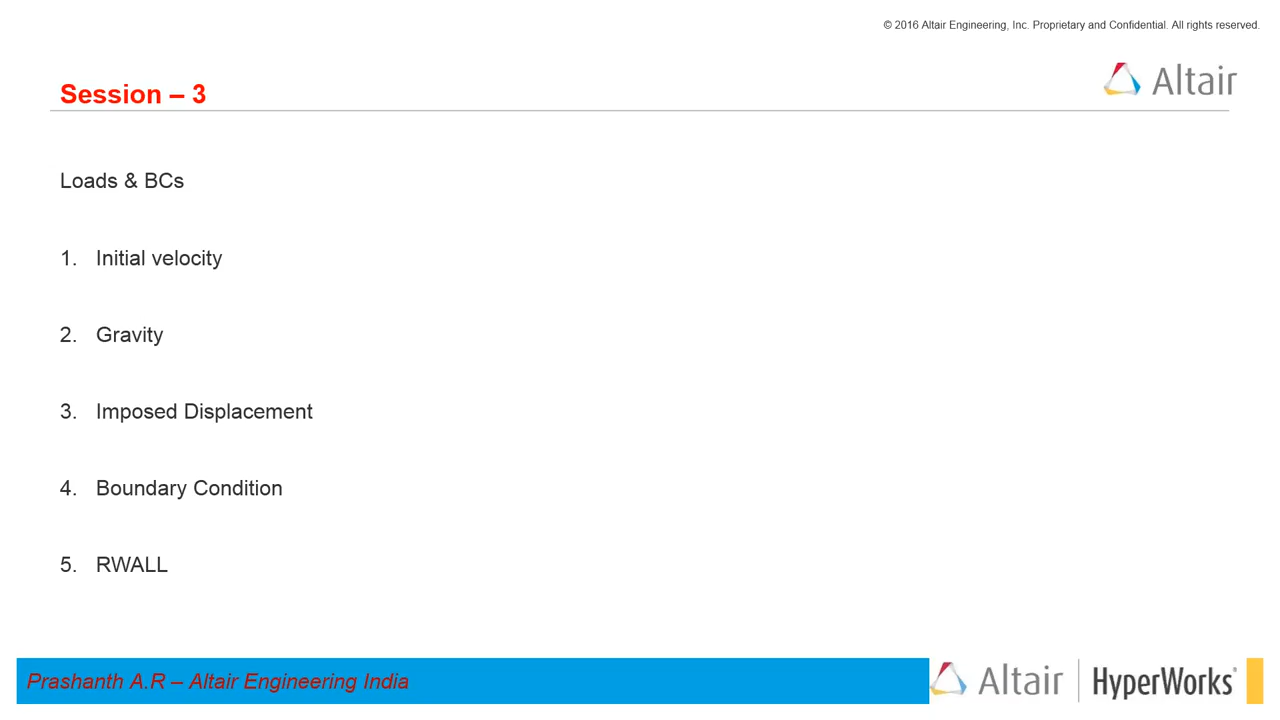 © 2016 Altair Engineering, Inc. Proprietary and Confidential. All rights reserved.
Session – 3
Altair
Loads & BCs
1. Initial velocity
2. Gravity
3. Imposed Displacement
4. Boundary Condition
5. RWALL
Prashanth A.R – Altair Engineering India
Altair | HyperWorks®